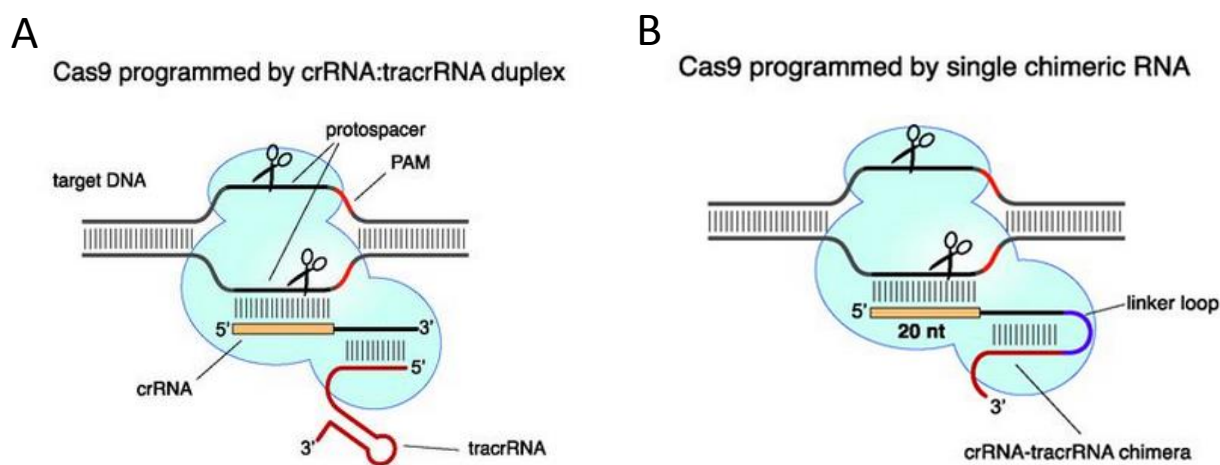 A
Cas9 programmed by crRNA:tracrRNA duplex
protospacer
PAM
target DNA
5'
3'
5'
crRNA
3'
tracrRNA
B
Cas9 programmed by single chimeric RNA
linker loop
5'
20 nt
3'
crRNA-tracrRNA chimera